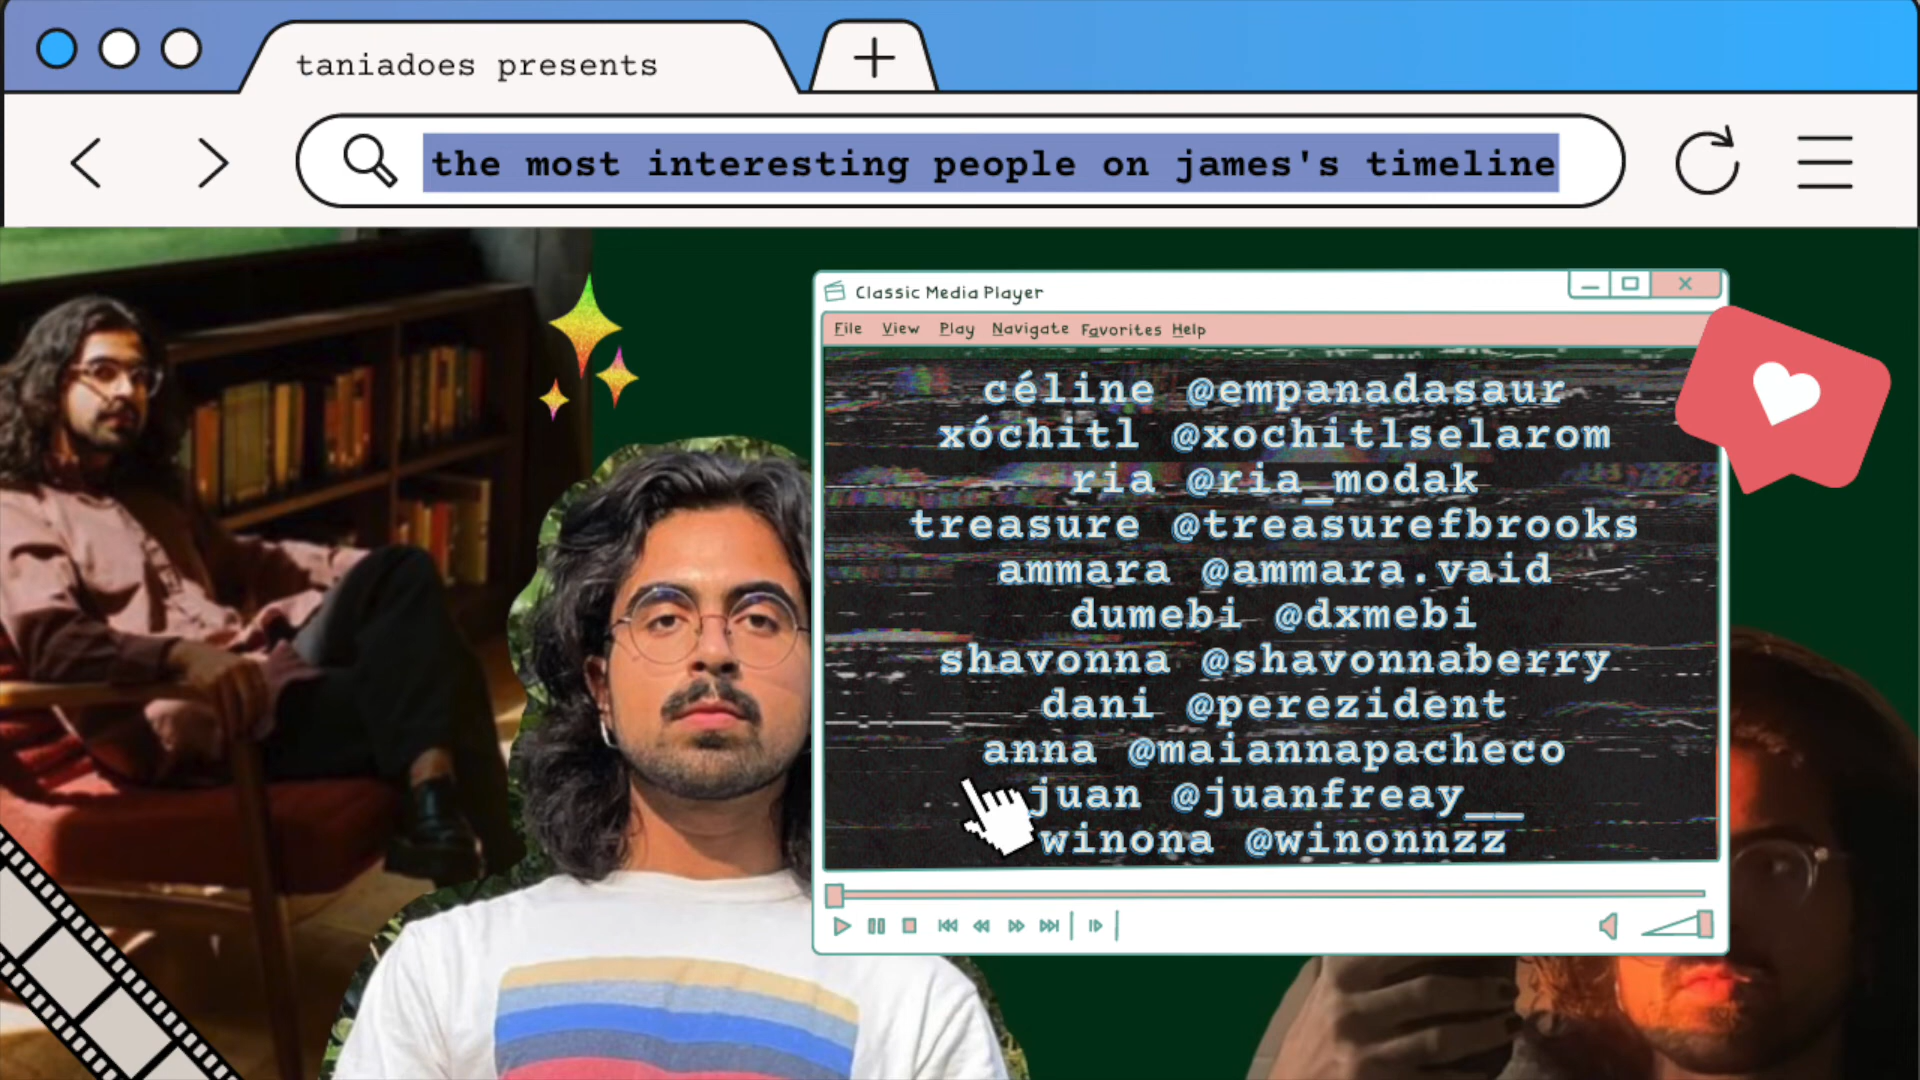 taniadoes presents
the most interesting people on james's timeline
Classic Media Player
File View Play Navigate Favorites Help
céline @empanadasaur
xóchitl @xochitlselarom
ria @ria_modak
treasure @treasurefbrooks
ammara @ammara.vaid
dumebi @dxmebi
shavonna @shavonnaberry
dani @perezident
anna @maiannapacheco
juan @juanfreay__
winona @winonnzz